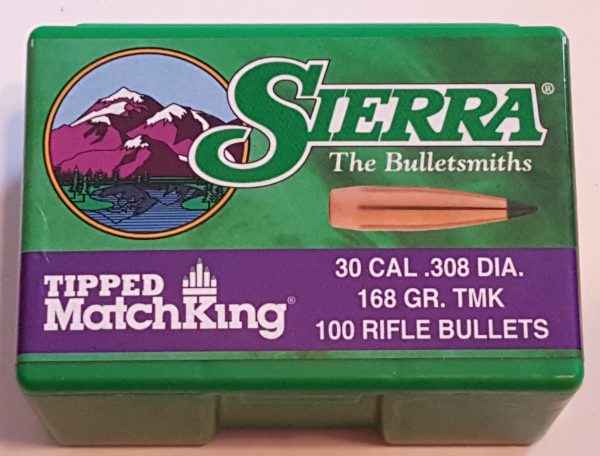 SIERRA®
The Bulletsmiths
TIPPED
MatchKing®
30 CAL .308 DIA.
168 GR. TMK
100 RIFLE BULLETS